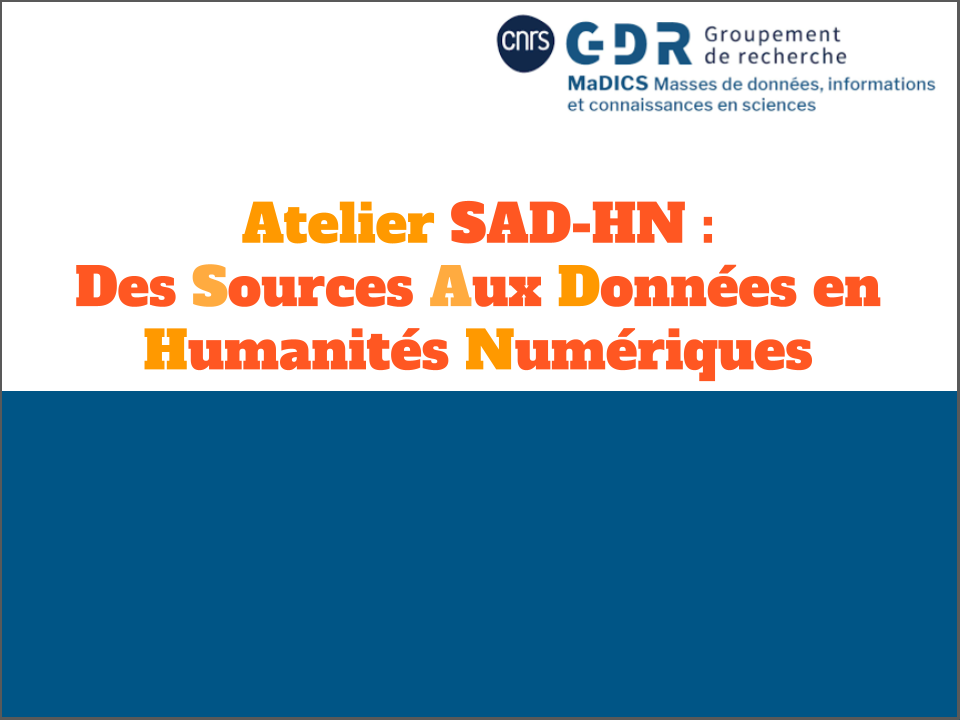 cnrs
GDR Groupement
de recherche
MaDICS Masses de données, informations
et connaissances en sciences
Atelier SAD-HN :
Des Sources Aux Données en
Humanités Numériques